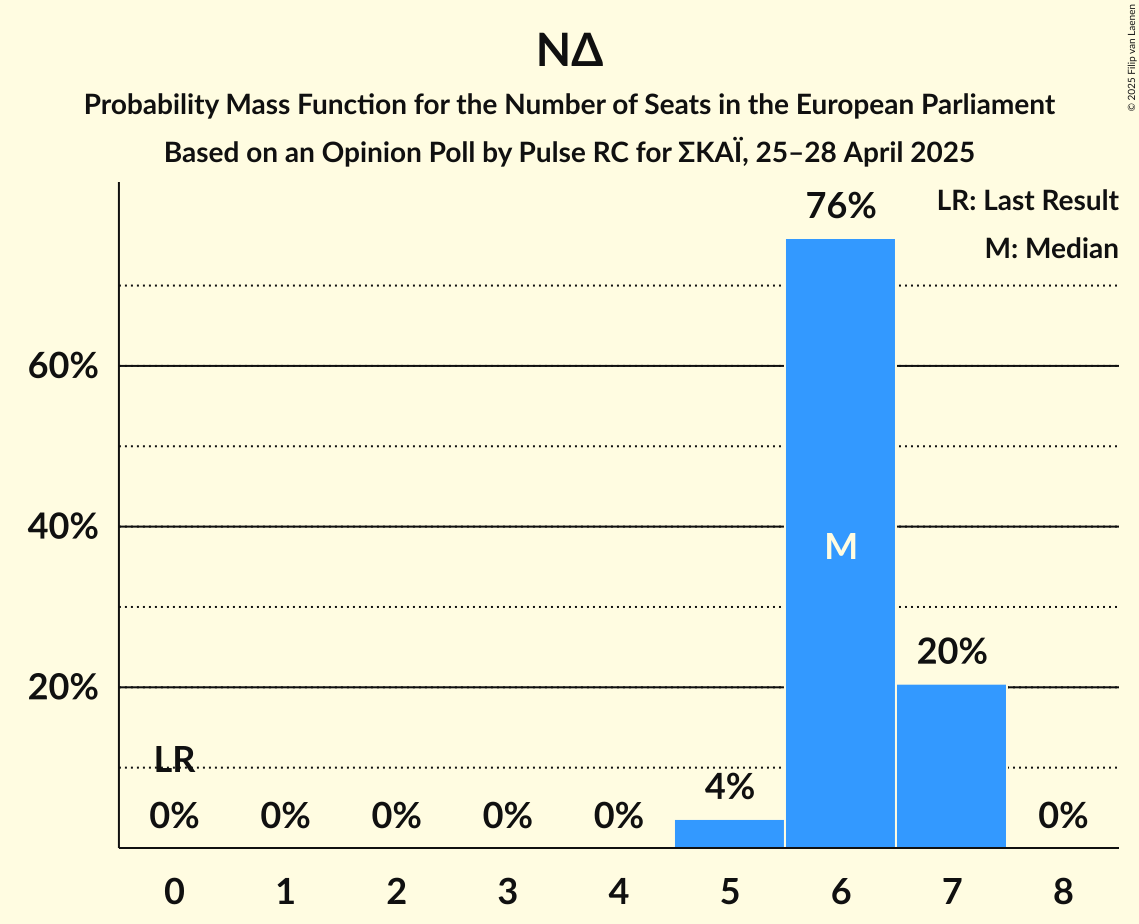 ΝΔ
Probability Mass Function for the Number of Seats in the European Parliament
Based on an Opinion Poll by Pulse RC for ΣΚΑΪ, 25–28 April 2025
© 2025 Filip van Laenen
LR: Last Result
M: Median
76%
60%
40%
M
20%
20%
LR
4%
0% 0% 0% 0% 0% 0%
0 1 2 3 4 5 6 7 8